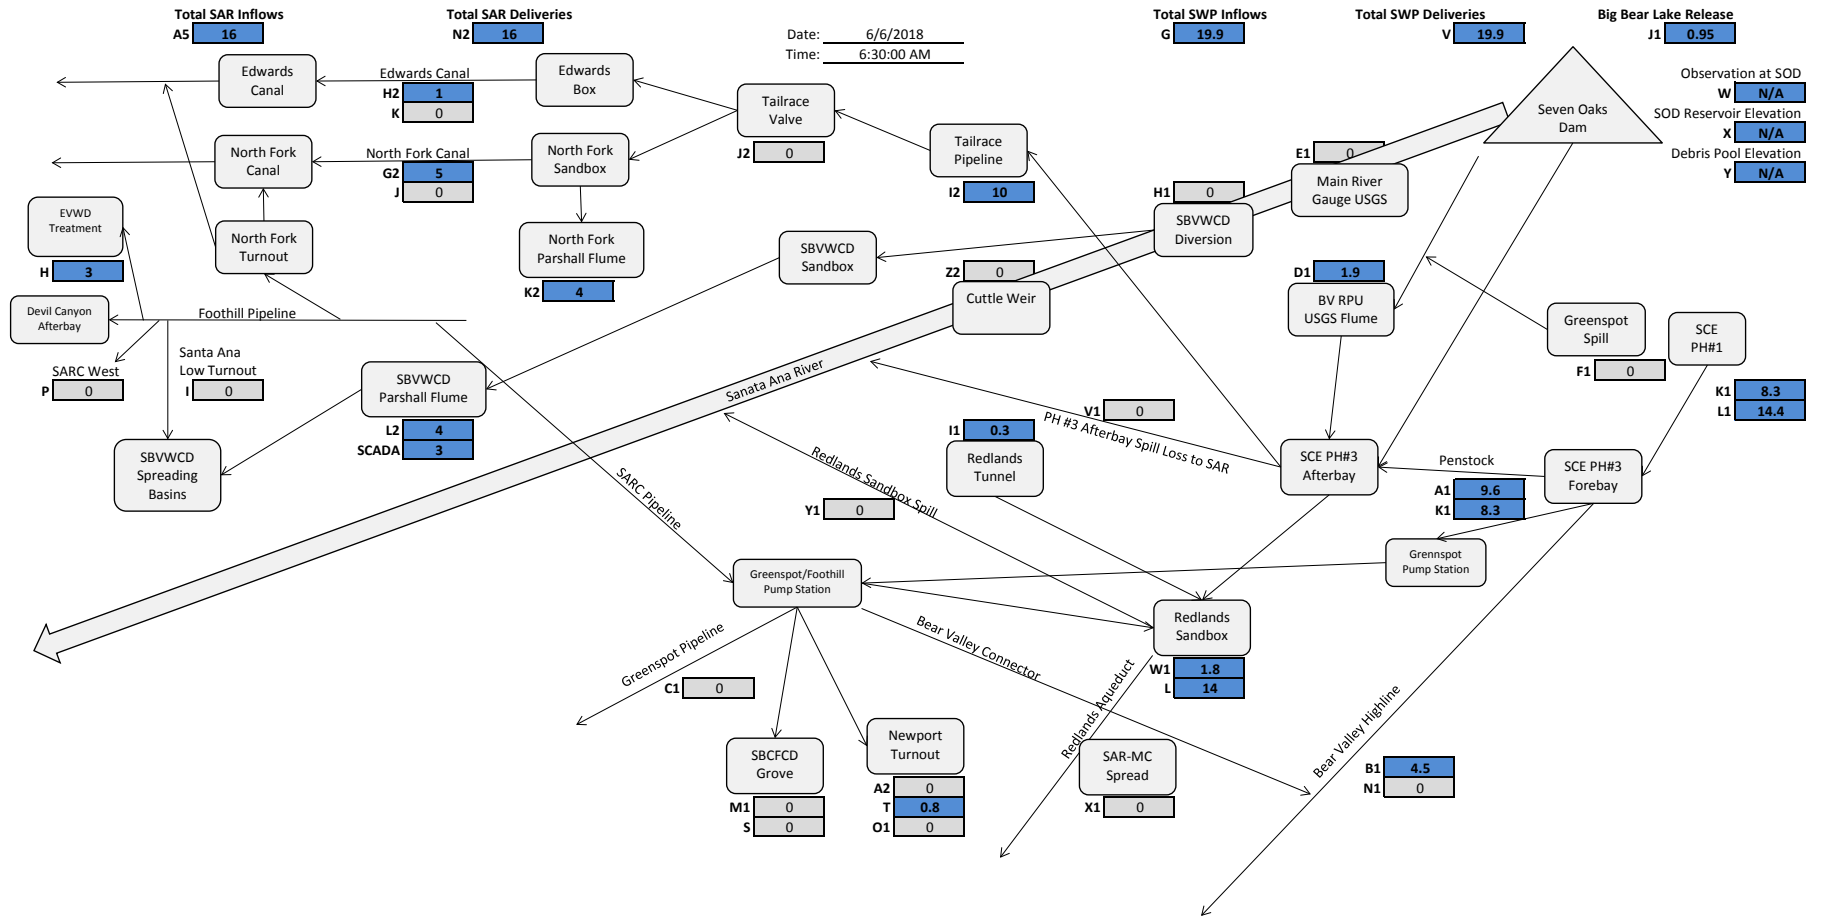 Total SAR Inflows
A5 16
Total SAR Deliveries
N2 16
Date: 6/6/2018
Time: 6:30:00 AM
Total SWP Inflows
G 19.9
Total SWP Deliveries
V 19.9
Big Bear Lake Release
J1 0.95
Edwards
Canal
Edwards Canal
H2 1
K 0
Edwards
Box
Tailrace
Valve
J2 0
Tailrace
Pipeline
I2 10
Seven Oaks
Dam
Observation at SOD
W N/A
SOD Reservoir Elevation
X N/A
Debris Pool Elevation
Y N/A
North Fork
Canal
North Fork Canal
G2 5
J 0
North Fork
Sandbox
E1 0
Main River
Gauge USGS
H1 0
SBVWCD
Diversion
EVWD
Treatment
H 3
North Fork
Turnout
North Fork
Parshall Flume
K2 4
SBVWCD
Sandbox
Z2 0
Cuttle Weir
D1 1.9
BV RPU
USGS Flume
Greenspot
Spill
F1 0
SCE
PH#1
K1 8.3
L1 14.4
Devil Canyon
Afterbay
Foothill Pipeline
SARC West
P 0
Santa Ana
Low Turnout
I 0
SBVWCD
Parshall Flume
L2 4
SCADA 3
Sanata Ana River
V1 0
PH #3 Afterbay Spill Loss to SAR
I1 0.3
Redlands
Tunnel
SCE PH#3
Afterbay
Penstock
A1 9.6
K1 8.3
SCE PH#3
Forebay
SBVWCD
Spreading
Basins
SARC Pipeline
Redlands Sandbox Spill
Y1 0
Grennspot
Pump Station
Greenspot/Foothill
Pump Station
Redlands
Sandbox
W1 1.8
L 14
Greenspot Pipeline
C1 0
Bear Valley Connector
Redlands Aqueduct
Bear Valley Highline
SBCFCD
Grove
M1 0
S 0
Newport
Turnout
A2 0
T 0.8
O1 0
SAR-MC
Spread
X1 0
B1 4.5
N1 0